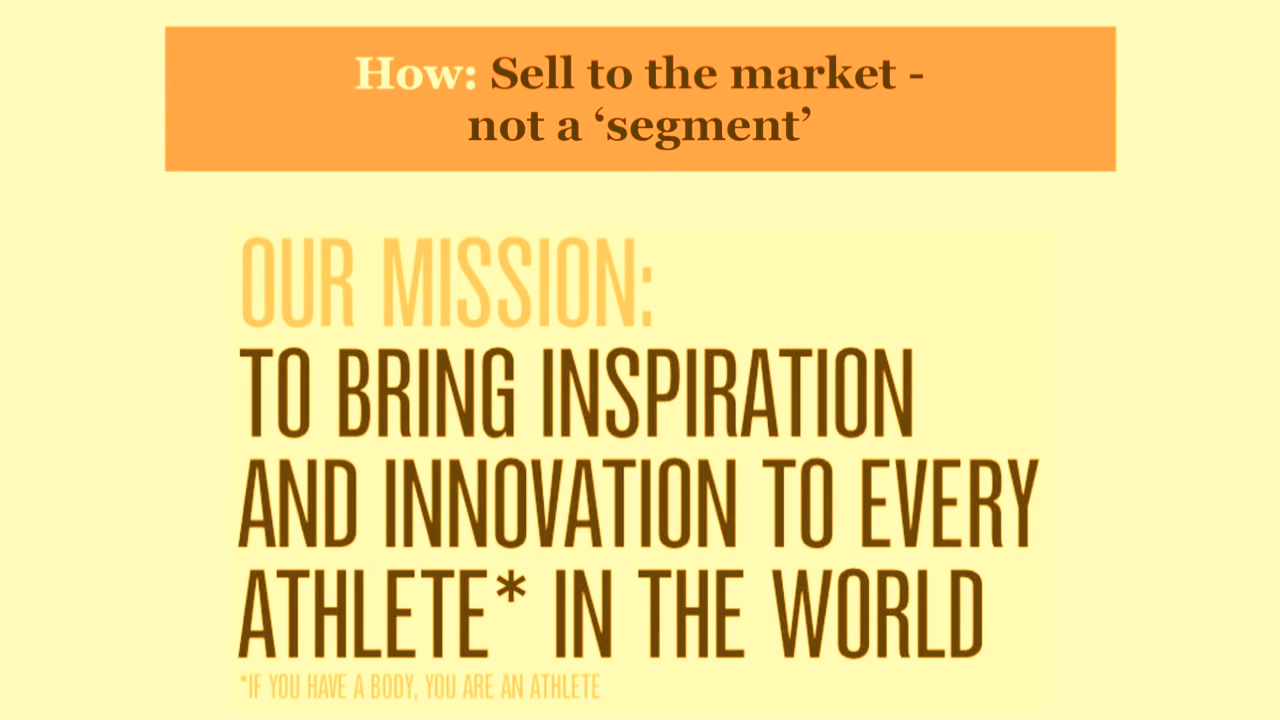 How: Sell to the market -
not a ‘segment’
OUR MISSION:
TO BRING INSPIRATION
AND INNOVATION TO EVERY
ATHLETE* IN THE WORLD
*IF YOU HAVE A BODY, YOU ARE AN ATHLETE